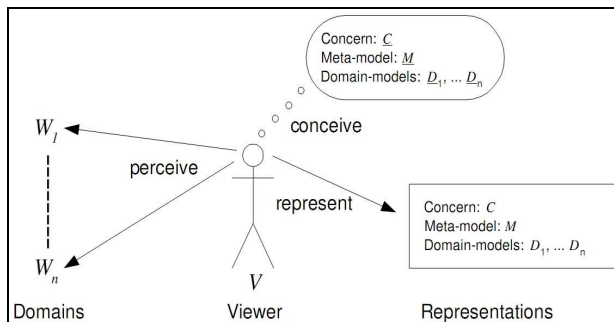 Concern: C
Meta-model: M
Domain-models: D1, ... Dn
conceive
W1
perceive
represent
Concern: C
Meta-model: M
Domain-models: D1, ... Dn
Wn
V
Domains
Viewer
Representations